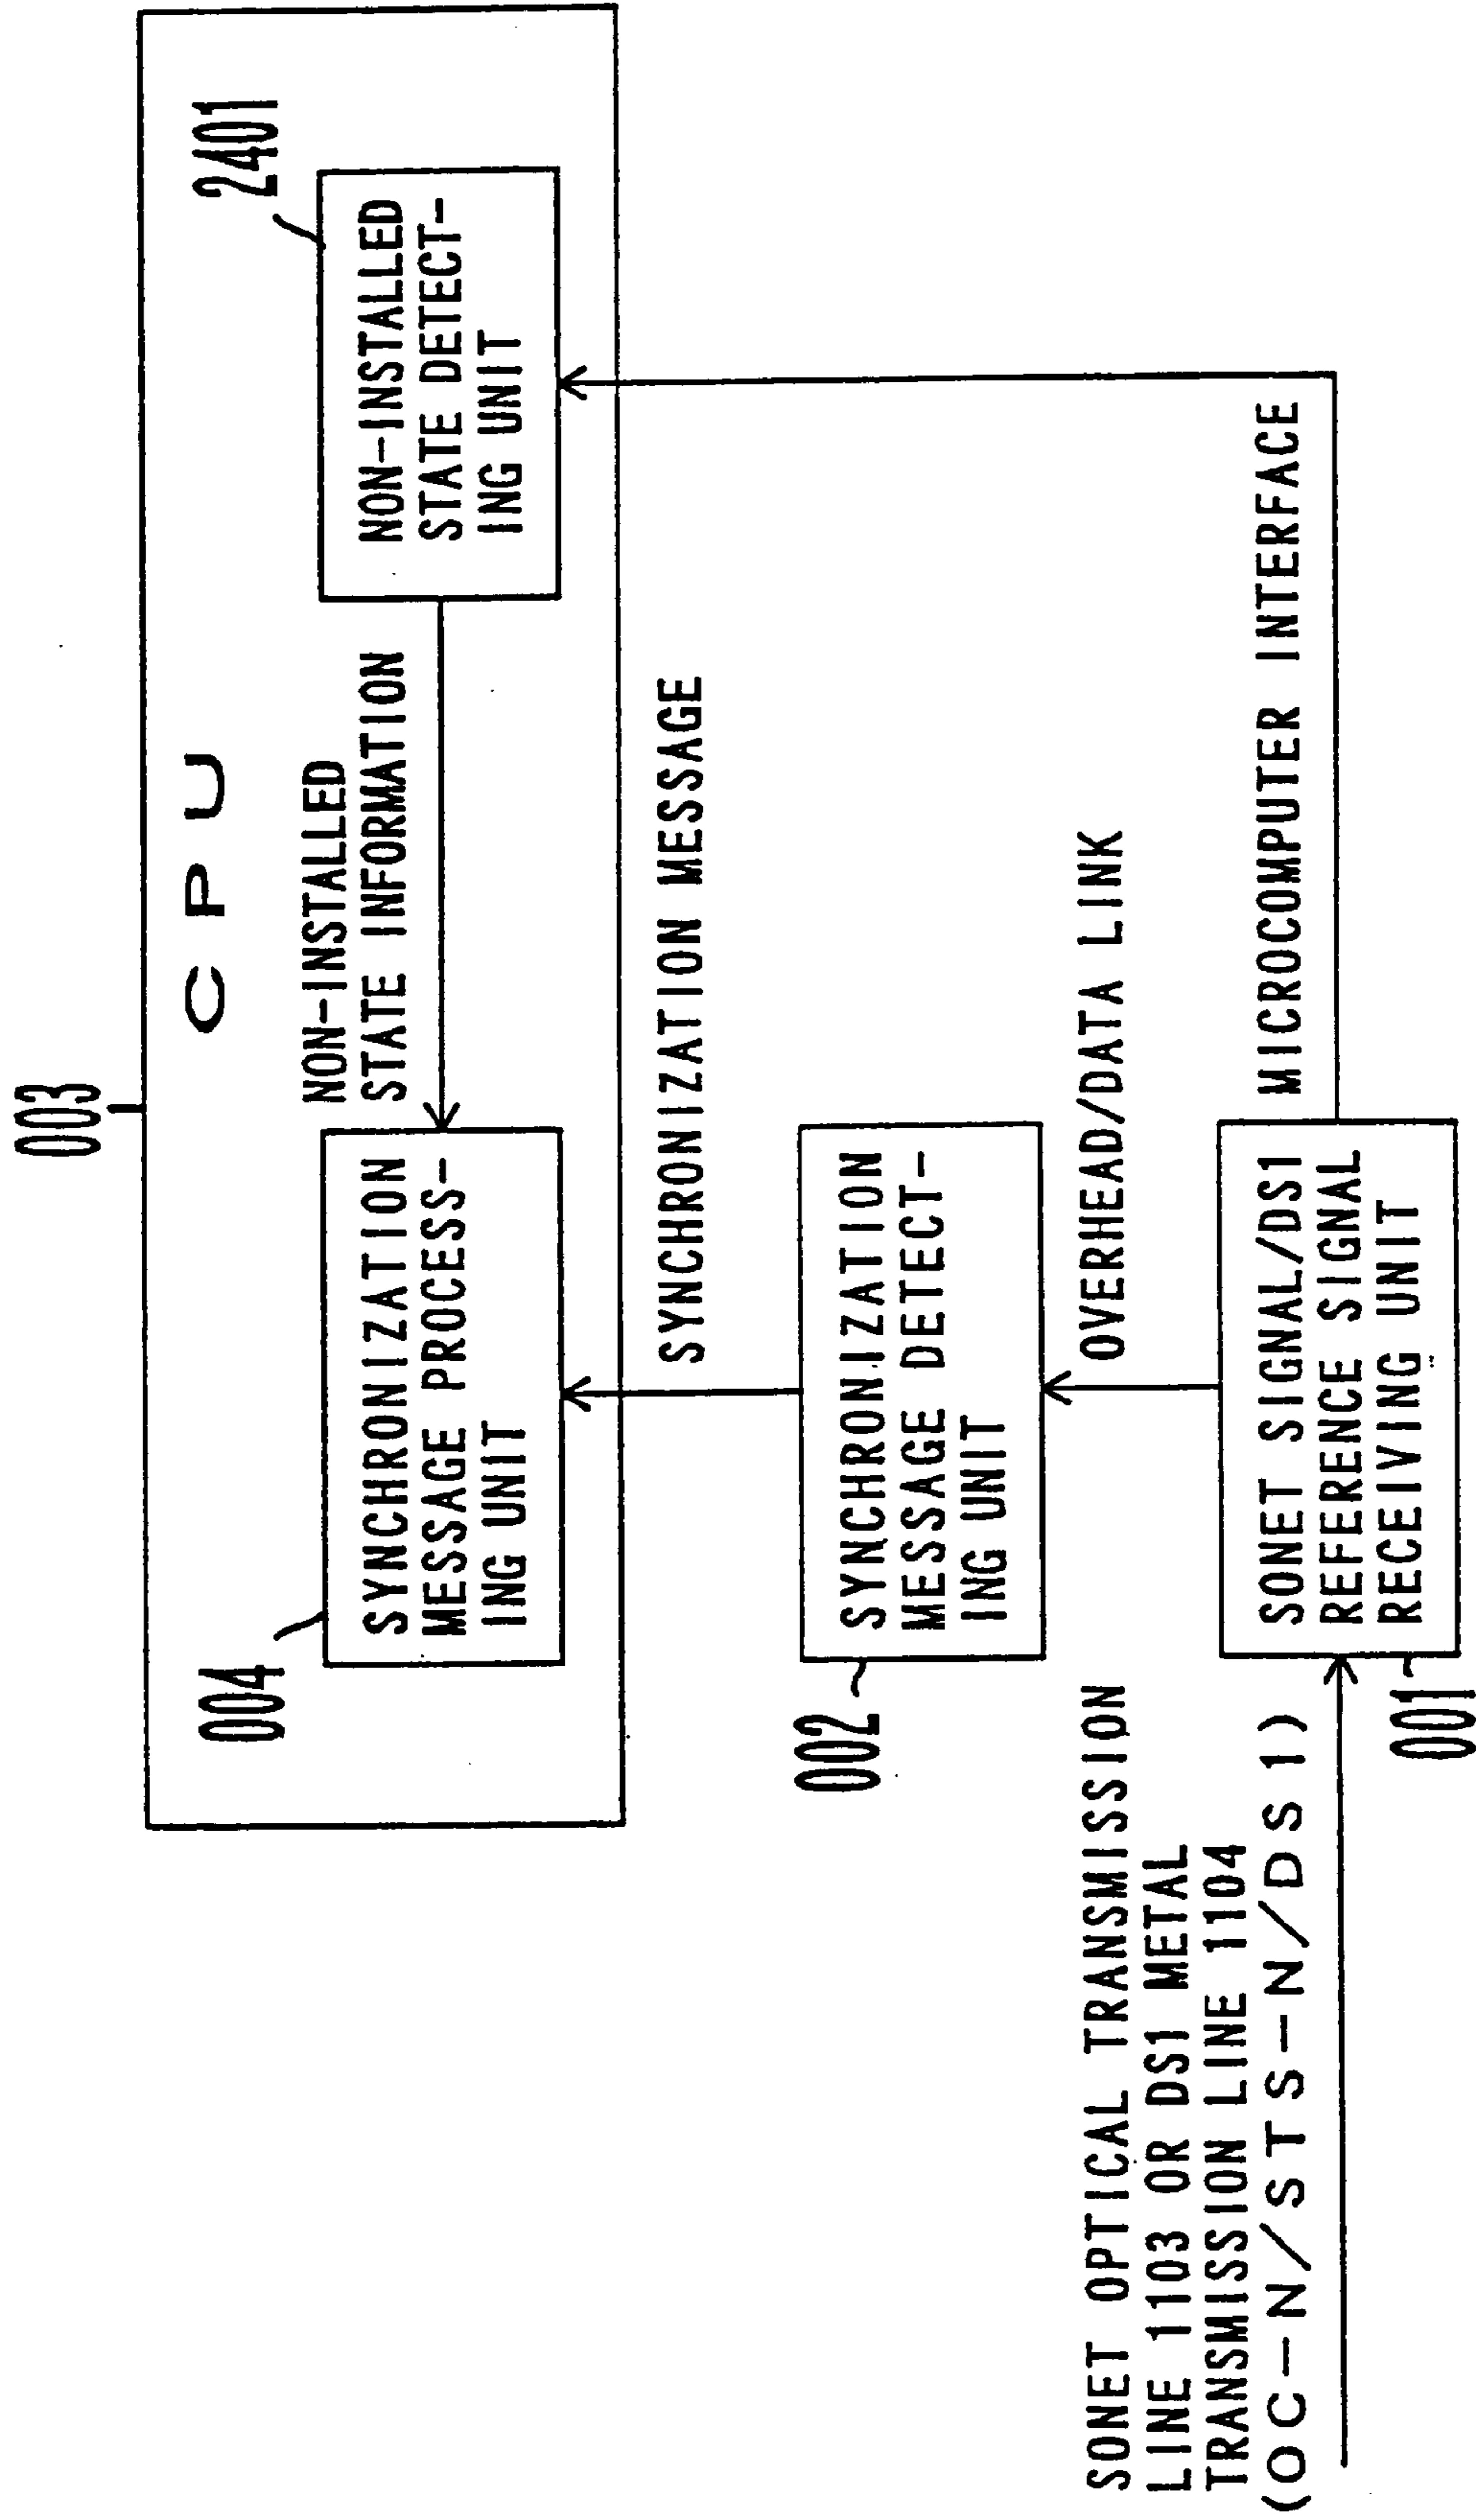 003
CPU
2401
NON-INSTALLED
STATE DETECT-
ING UNIT
NON-INSTALLED
STATE INFORMATION
004
SYNCHRONIZATION
MESSAGE PROCESS-
ING UNIT
SYNCHRONIZATION MESSAGE
002
SYNCHRONIZATION
MESSAGE DETECT-
ING UNIT
OVERHEAD/DATA LINK
SONET OPTICAL TRANSMISSION
LINE 1103 OR DS1 METAL
TRANSMISSION LINE 1104
(OC-N/STS-N/DS1)
SONET SIGNAL/DS1
REFERENCE SIGNAL
RECEIVING UNIT
001
MICROCOMPUTER INTERFACE